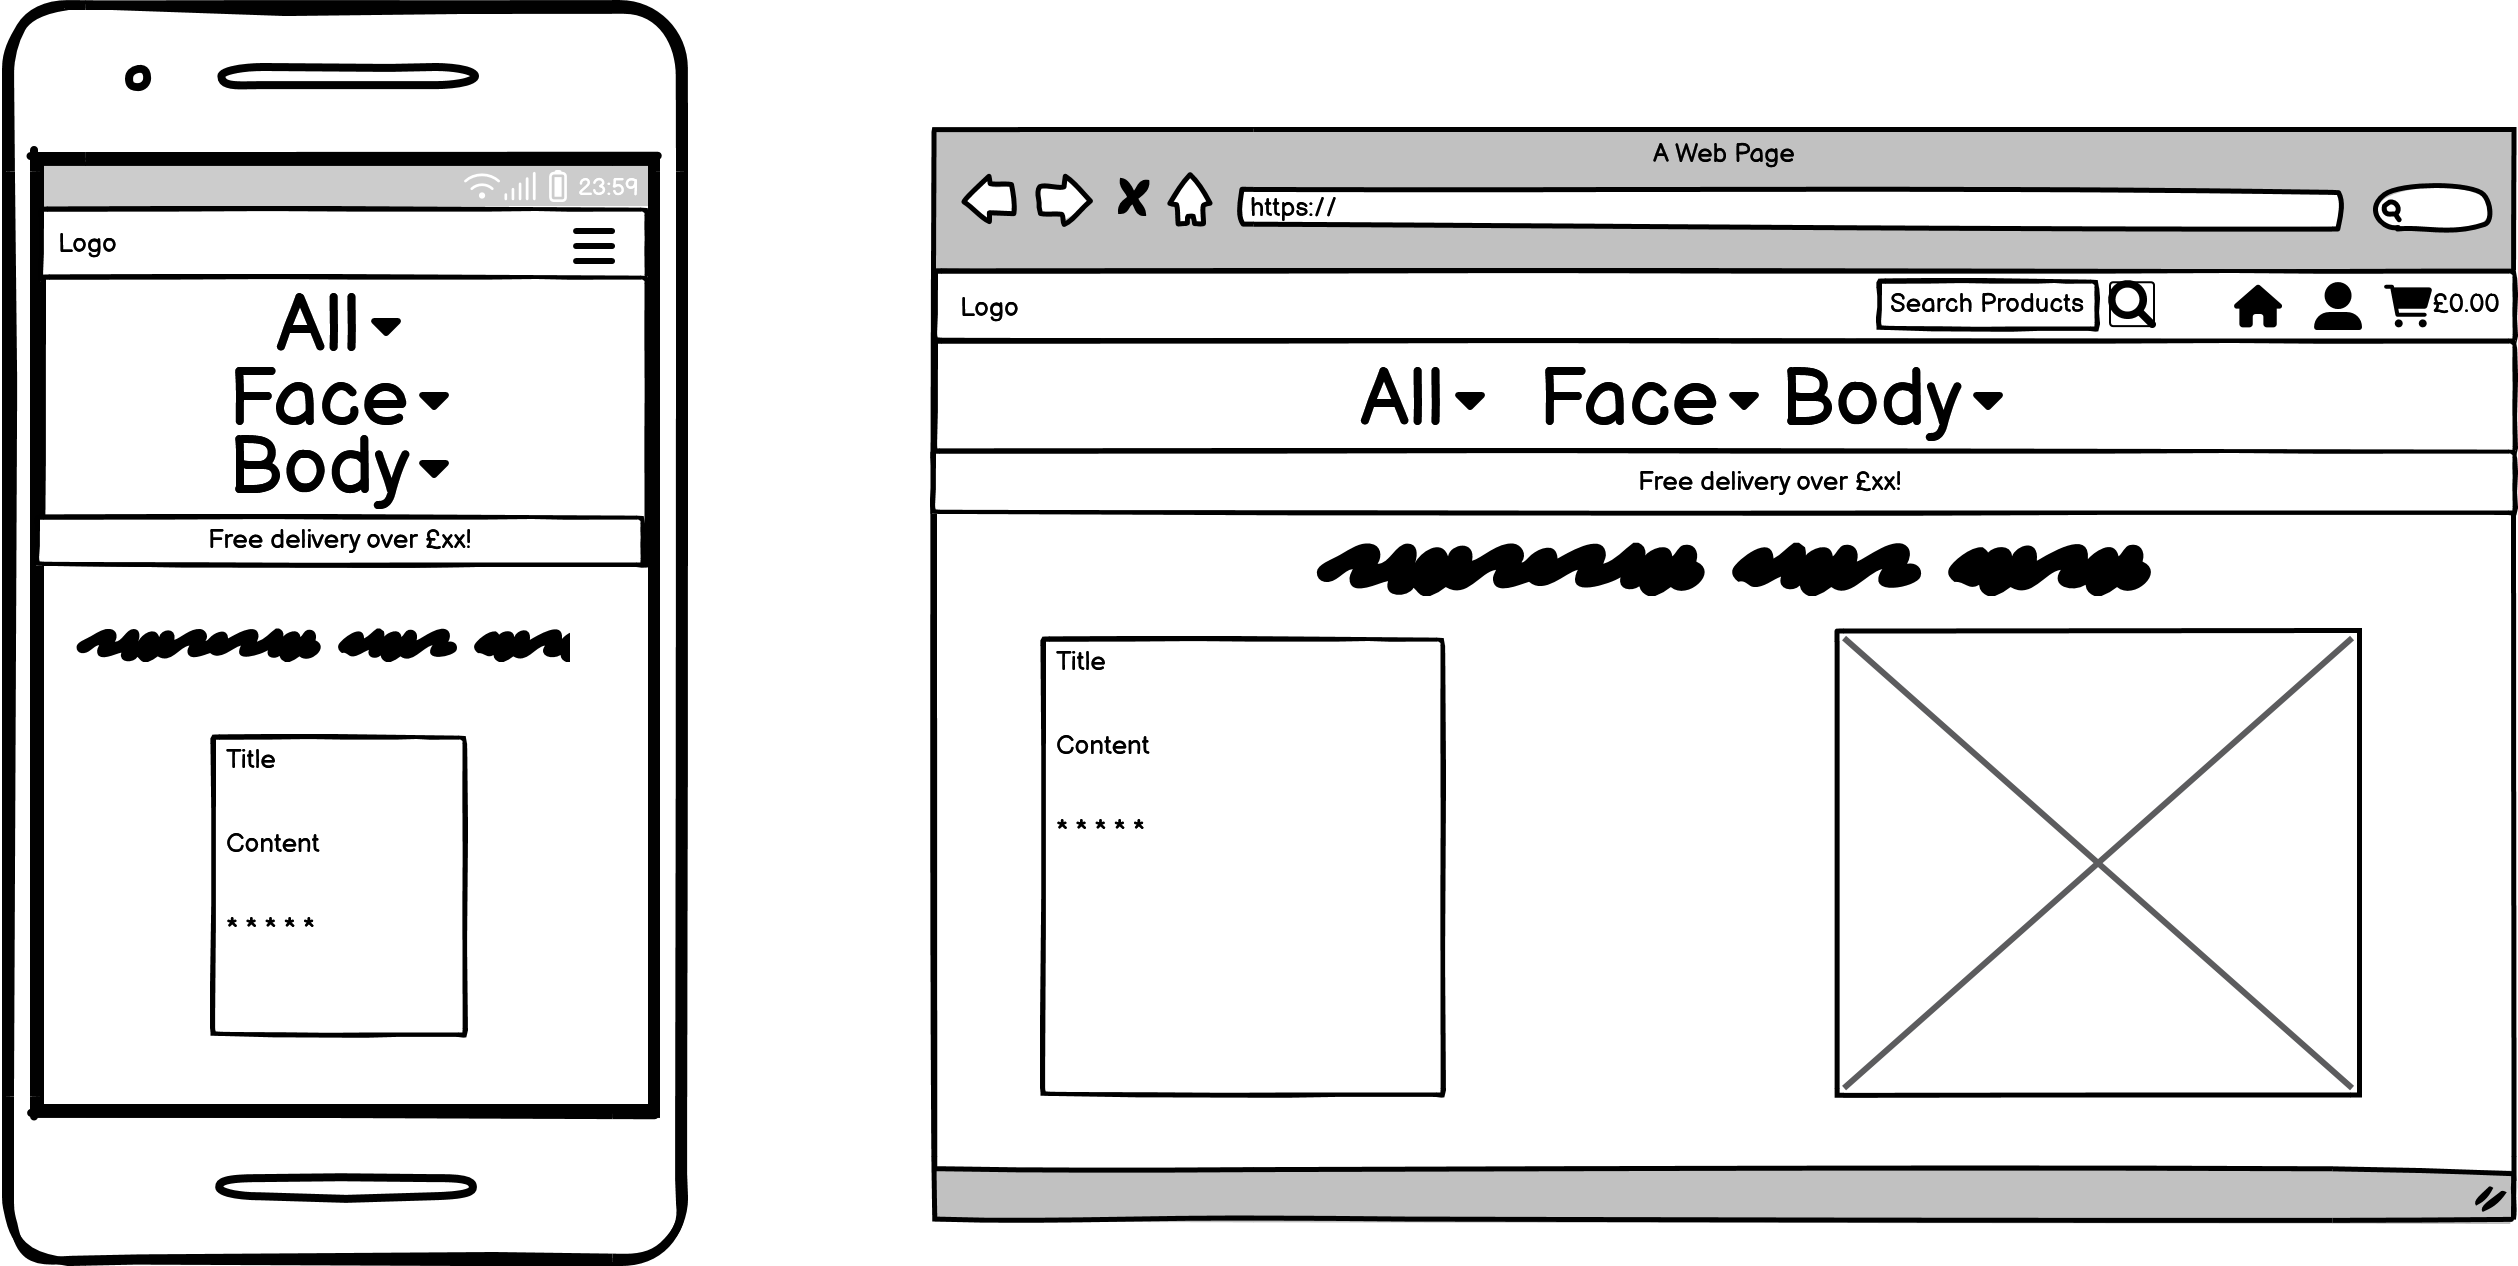 23:59
Logo
All
Face
Body
Free delivery over £xx!
Title
Content
* * * * *
A Web Page
https://
Logo
Search Products
£0.00
All Face Body
Free delivery over £xx!
Title
Content
* * * * *